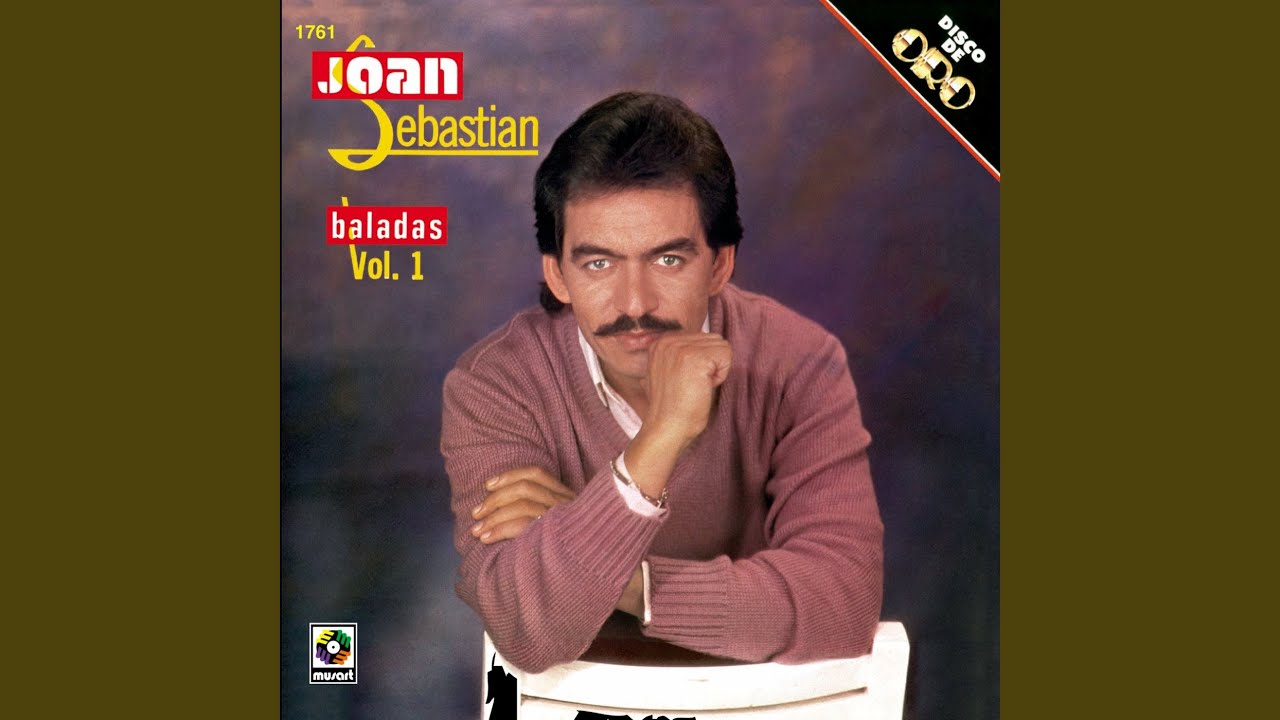 1761
Joan
Sebastian
baladas
Vol. 1
DISCO
DE
ORO
musart